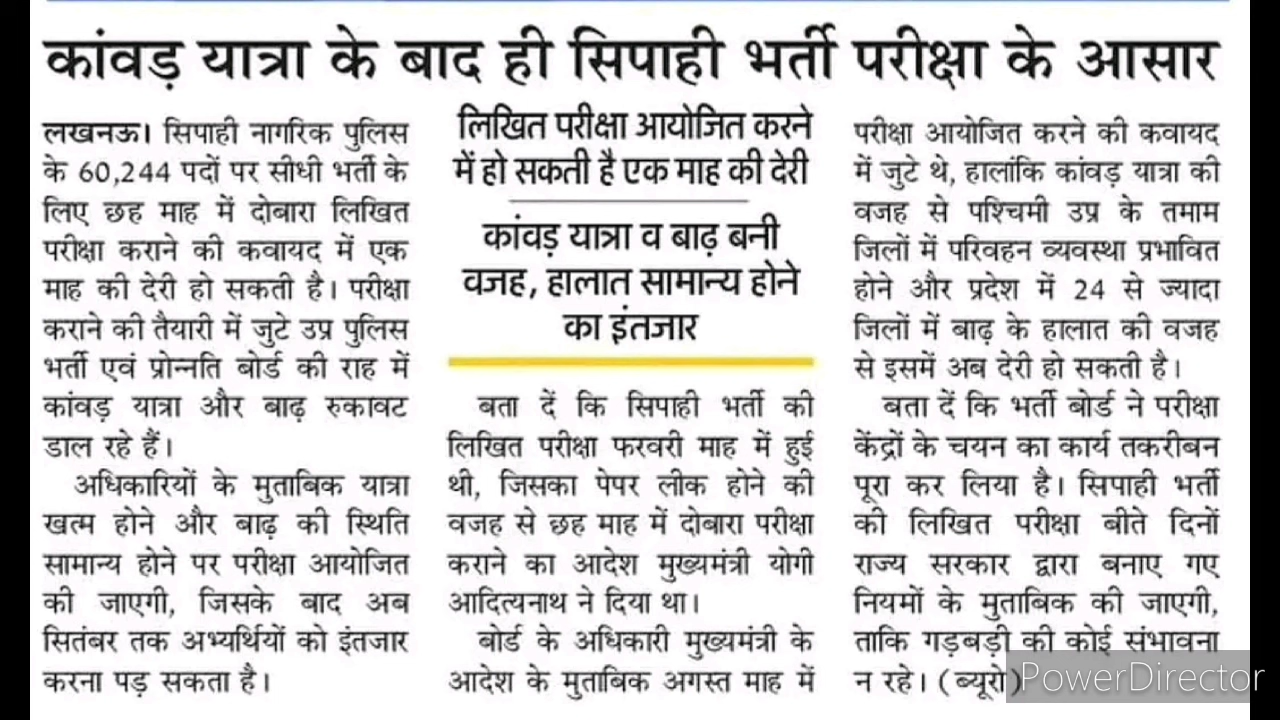 कांवड़ यात्रा के बाद ही सिपाही भर्ती परीक्षा के आसार
लखनऊ। सिपाही नागरिक पुलिस
के 60,244 पदों पर सीधी भर्ती के
लिए छह माह में दोबारा लिखित
परीक्षा कराने की कवायद में एक
माह की देरी हो सकती है। परीक्षा
कराने की तैयारी में जुटे उप्र पुलिस
भर्ती एवं प्रोन्नति बोर्ड की राह में
कांवड़ यात्रा और बाढ़ रुकावट
डाल रहे हैं।
अधिकारियों के मुताबिक यात्रा
खत्म होने और बाढ़ की स्थिति
सामान्य होने पर परीक्षा आयोजित
की जाएगी, जिसके बाद अब
सितंबर तक अभ्यर्थियों को इंतजार
करना पड़ सकता है।
लिखित परीक्षा आयोजित करने
में हो सकती है एक माह की देरी
कांवड़ यात्रा व बाढ़ बनी
वजह, हालात सामान्य होने
का इंतजार
बता दें कि सिपाही भर्ती की
लिखित परीक्षा फरवरी माह में हुई
थी, जिसका पेपर लीक होने की
वजह से छह माह में दोबारा परीक्षा
कराने का आदेश मुख्यमंत्री योगी
आदित्यनाथ ने दिया था।
बोर्ड के अधिकारी मुख्यमंत्री के
आदेश के मुताबिक अगस्त माह में
परीक्षा आयोजित करने की कवायद
में जुटे थे, हालांकि कांवड़ यात्रा की
वजह से पश्चिमी उप्र के तमाम
जिलों में परिवहन व्यवस्था प्रभावित
होने और प्रदेश में 24 से ज्यादा
जिलों में बाढ़ के हालात की वजह
से इसमें अब देरी हो सकती है।
बता दें कि भर्ती बोर्ड ने परीक्षा
केंद्रों के चयन का कार्य तकरीबन
पूरा कर लिया है। सिपाही भर्ती
की लिखित परीक्षा बीते दिनों
राज्य सरकार द्वारा बनाए गए
नियमों के मुताबिक की जाएगी,
ताकि गड़बड़ी की कोई संभावना
न रहे। (ब्यूरो)
PowerDirector